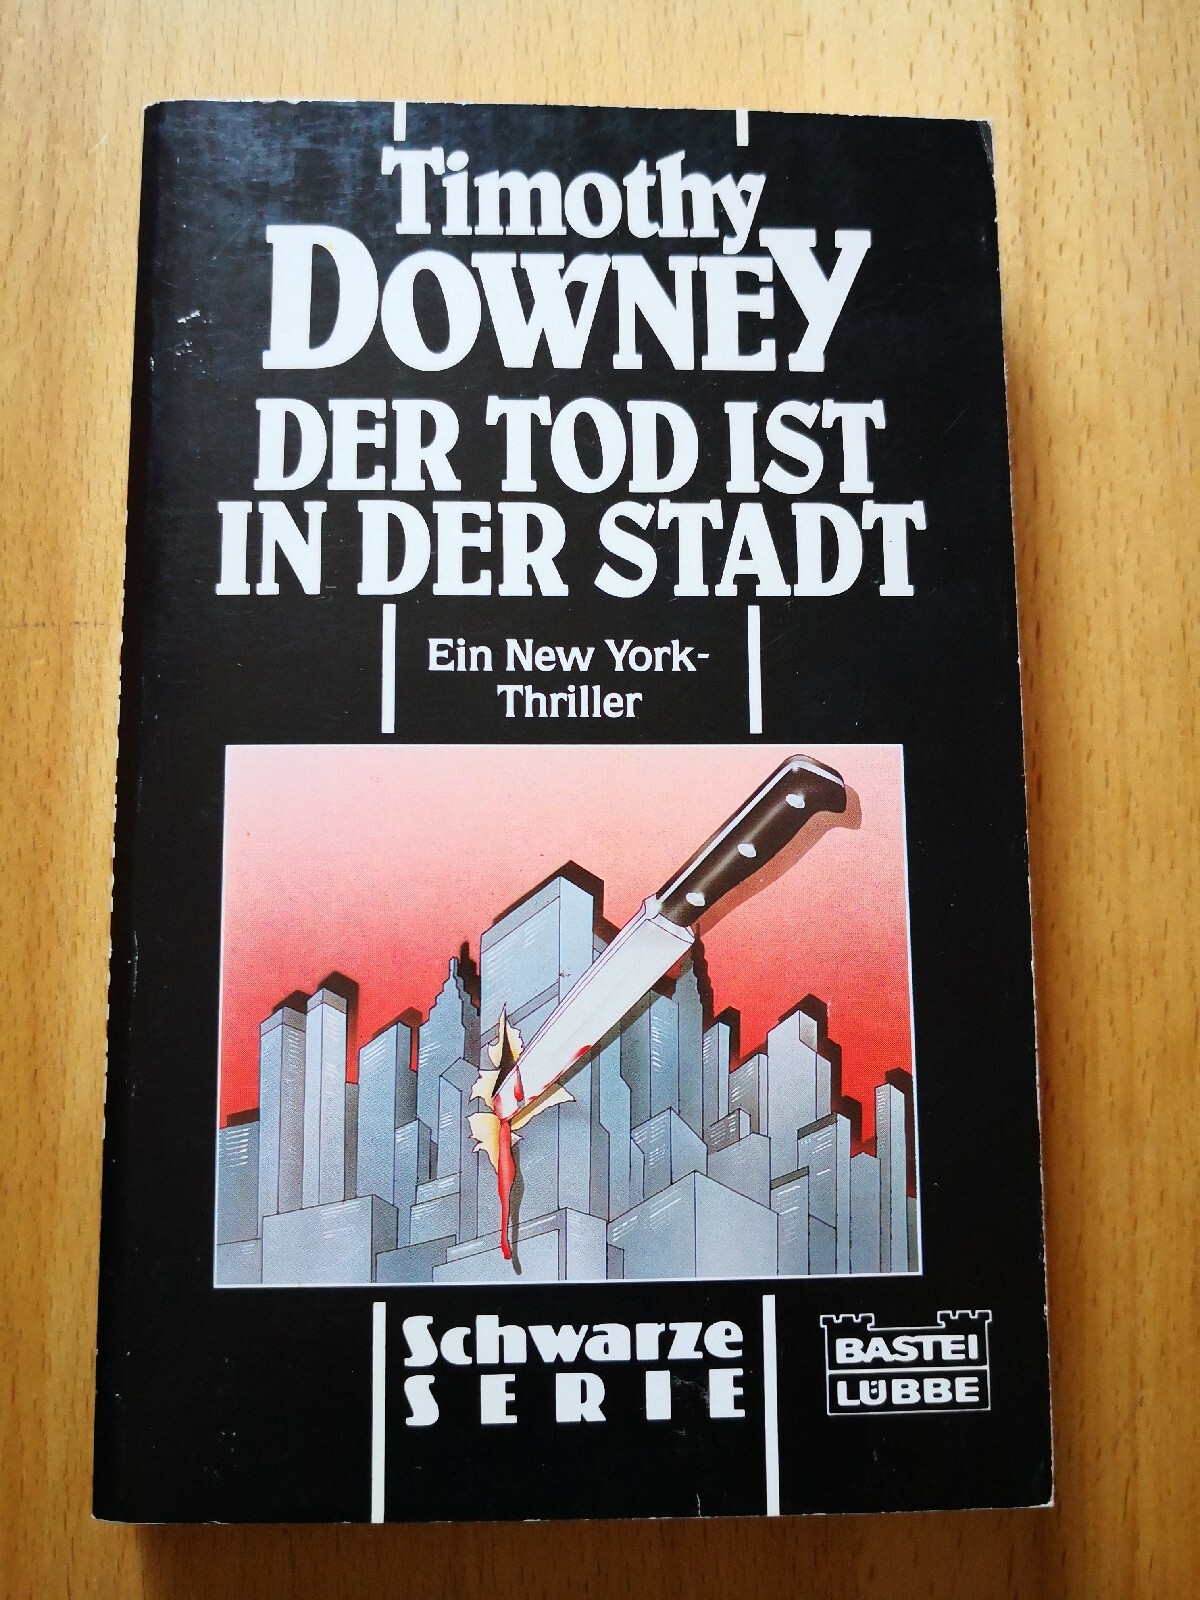 Timothy
DOWNEY
DER TOD IST
IN DER STADT
Ein New York-
Thriller
Schwarze
SERIE
BASTEI
LÜBBE